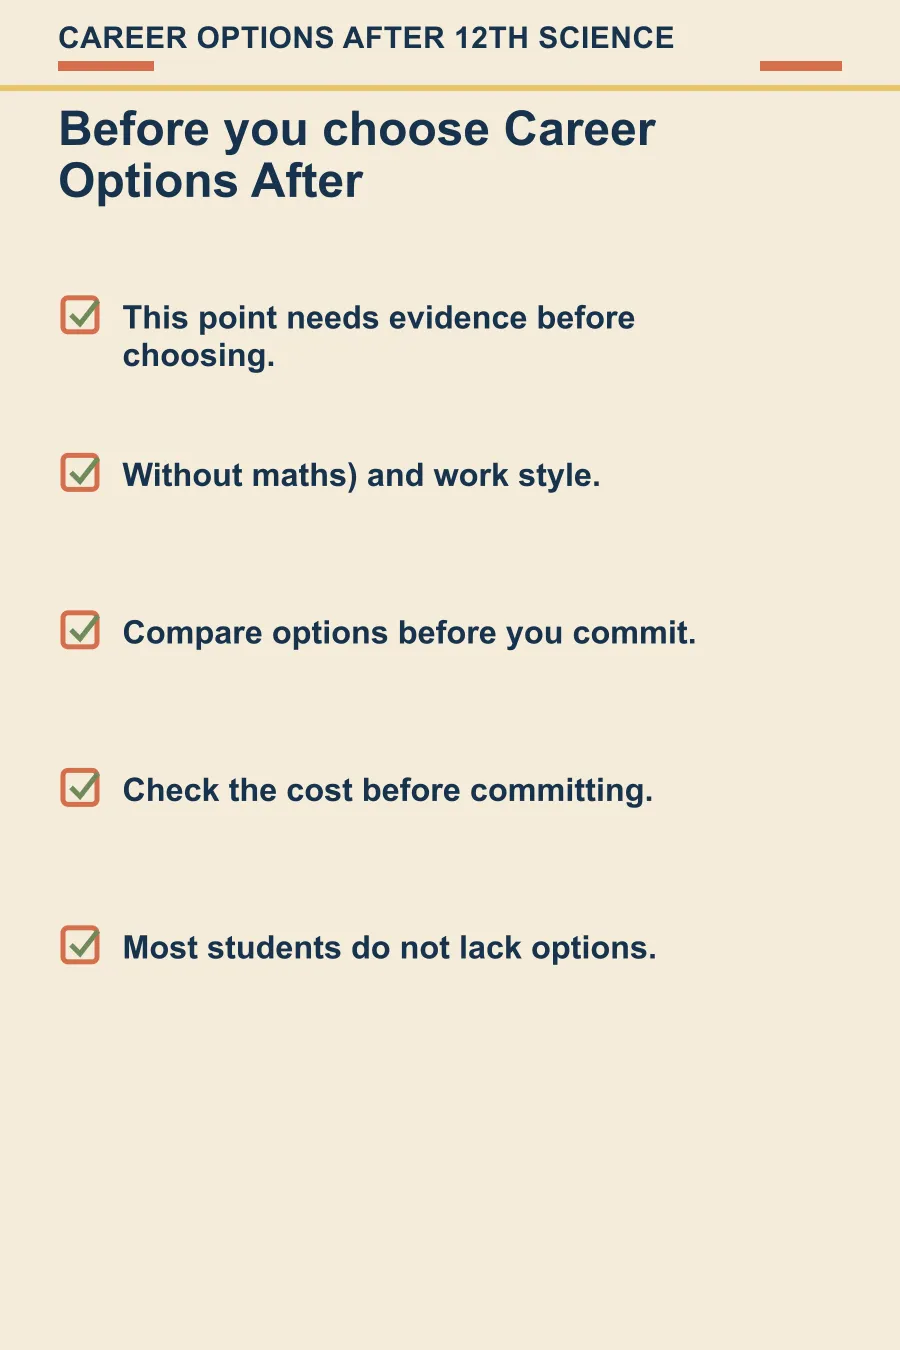 CAREER OPTIONS AFTER 12TH SCIENCE
Before you choose Career
Options After
This point needs evidence before
choosing.
Without maths) and work style.
Compare options before you commit.
Check the cost before committing.
Most students do not lack options.